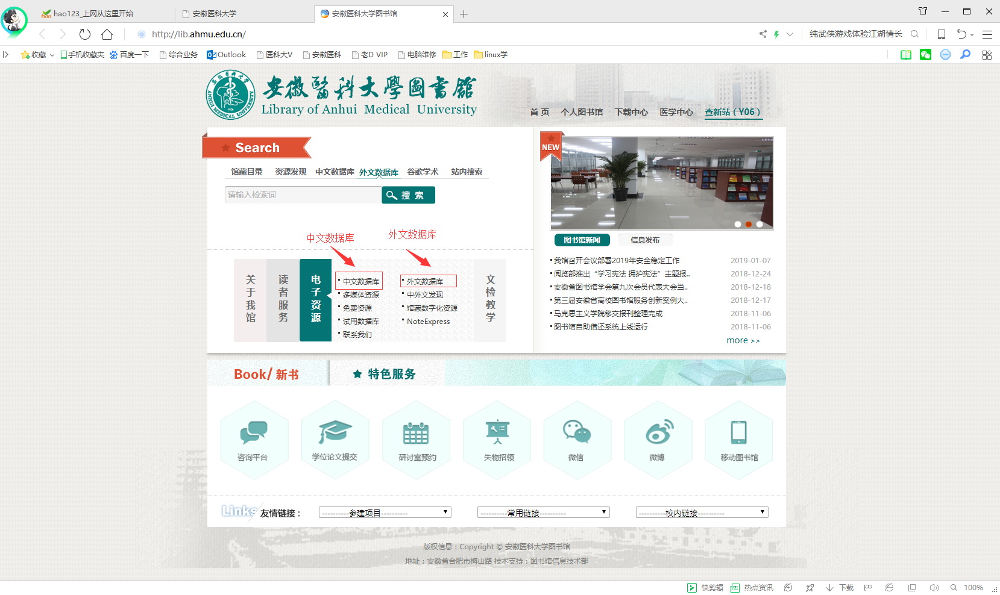 hao123_上网从这里开始
安徽医科大学
安徽医科大学图书馆
http://lib.ahmu.edu.cn/
纯武侠游戏体验江湖情长
收藏
手机收藏夹
百度一下
综合业务
Outlook
医科大V
安徽医科
老D VIP
电脑维修
工作
linux学
安徽醫科大學圖書館
Library of Anhui Medical University
ANHUI MEDICAL UNIVERSITY
首 页 个人图书馆 下载中心 医学中心 查新站（Y06）
Search
馆藏目录 资源发现 中文数据库 外文数据库 谷歌学术 站内搜索
请输入检索词
搜 索
中文数据库
外文数据库
关于我馆
读者服务
电子资源
中文数据库
多媒体资源
免费资源
试用数据库
联系我们
外文数据库
中外文发现
馆藏数字化资源
NoteExpress
文检教学
NEW
图书馆新闻
信息发布
我馆召开会议部署2019年安全稳定工作 2019-01-07
阅览部推出“学习宪法 拥护宪法”主题报.. 2018-12-24
安徽省图书馆学会第九次会员代表大会当.. 2018-12-18
第三届安徽省高校图书馆服务创新案例大.. 2018-12-17
马克思主义学院移交报刊整理完成 2018-11-06
图书馆自助借还系统上线运行 2018-11-06
more >>
Book/ 新书
★ 特色服务
咨询平台
学位论文提交
研讨室预约
失物招领
微信
微博
移动图书馆
Links 友情链接：
----------参建项目----------
----------常用链接----------
----------校内链接----------
版权信息：Copyright © 安徽医科大学图书馆
地址：安徽省合肥市梅山路 技术支持：图书馆信息技术部
快剪辑
热点资讯
下载
100%